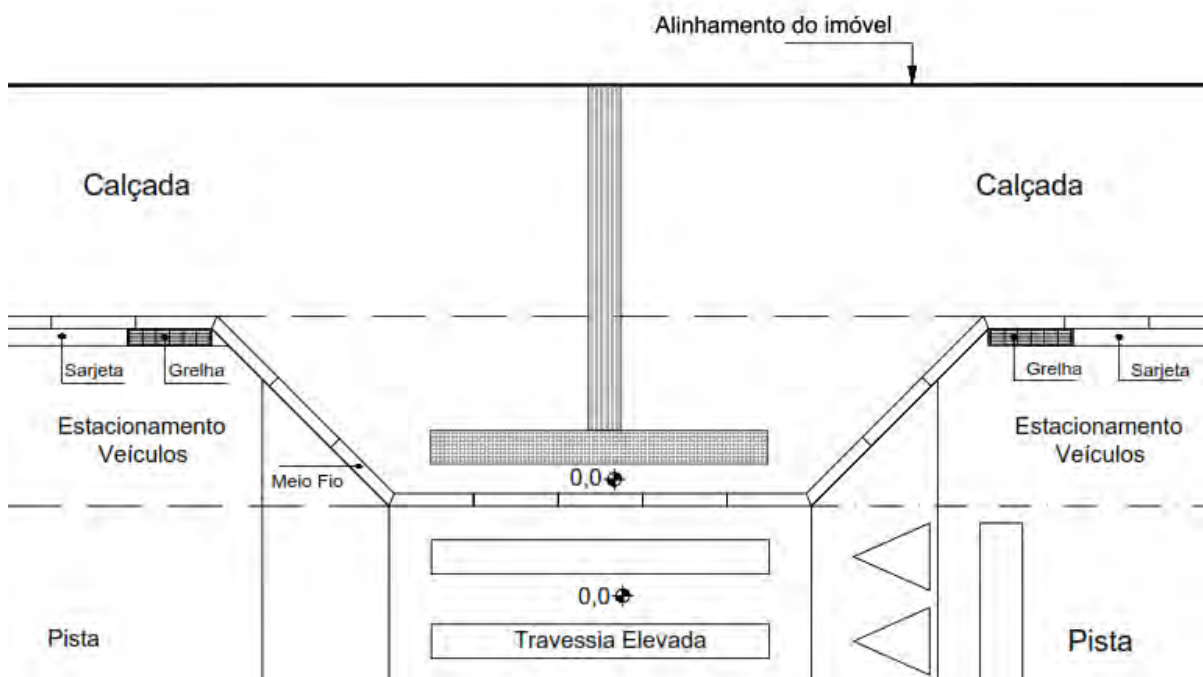 Alinhamento do imóvel
Calçada
Calçada
Sarjeta
Grelha
Grelha
Sarjeta
Estacionamento
Veículos
Estacionamento
Veículos
Meio Fio
0,0
0,0
Pista
Travessia Elevada
Pista